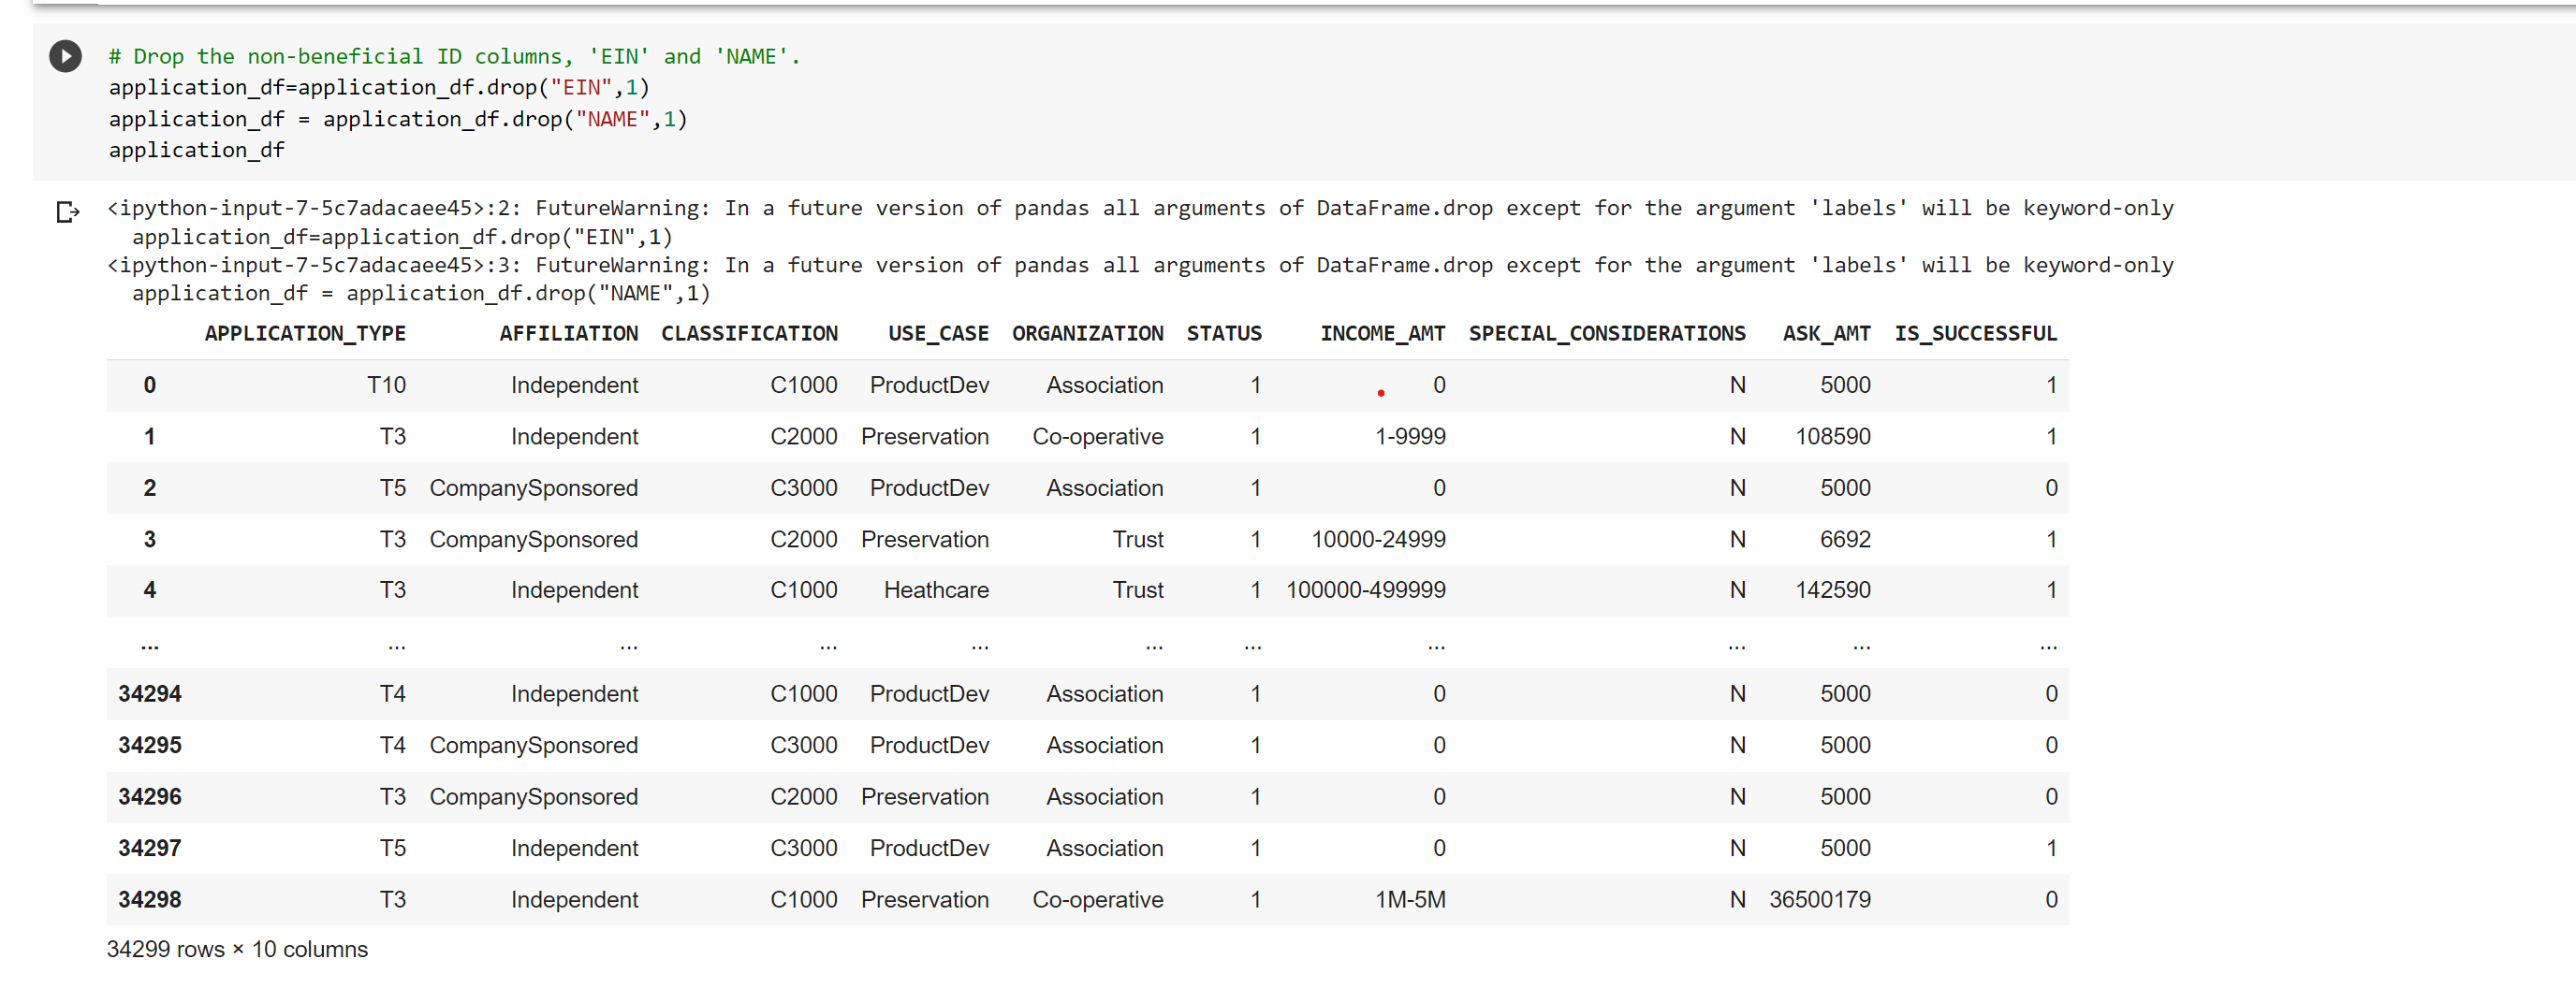 # Drop the non-beneficial ID columns, 'EIN' and 'NAME'.
application_df=application_df.drop("EIN",1)
application_df = application_df.drop("NAME",1)
application_df
<ipython-input-7-5c7adacaee45>:2: FutureWarning: In a future version of pandas all arguments of DataFrame.drop except for the argument 'labels' will be keyword-only
  application_df=application_df.drop("EIN",1)
<ipython-input-7-5c7adacaee45>:3: FutureWarning: In a future version of pandas all arguments of DataFrame.drop except for the argument 'labels' will be keyword-only
  application_df = application_df.drop("NAME",1)
APPLICATION_TYPE AFFILIATION CLASSIFICATION USE_CASE ORGANIZATION STATUS INCOME_AMT SPECIAL_CONSIDERATIONS ASK_AMT IS_SUCCESSFUL
0 T10 Independent C1000 ProductDev Association 1 0 N 5000 1
1 T3 Independent C2000 Preservation Co-operative 1 1-9999 N 108590 1
2 T5 CompanySponsored C3000 ProductDev Association 1 0 N 5000 0
3 T3 CompanySponsored C2000 Preservation Trust 1 10000-24999 N 6692 1
4 T3 Independent C1000 Heathcare Trust 1 100000-499999 N 142590 1
... ... ... ... ... ... ... ... ... ... ...
34294 T4 Independent C1000 ProductDev Association 1 0 N 5000 0
34295 T4 CompanySponsored C3000 ProductDev Association 1 0 N 5000 0
34296 T3 CompanySponsored C2000 Preservation Association 1 0 N 5000 0
34297 T5 Independent C3000 ProductDev Association 1 0 N 5000 1
34298 T3 Independent C1000 Preservation Co-operative 1 1M-5M N 36500179 0
34299 rows × 10 columns